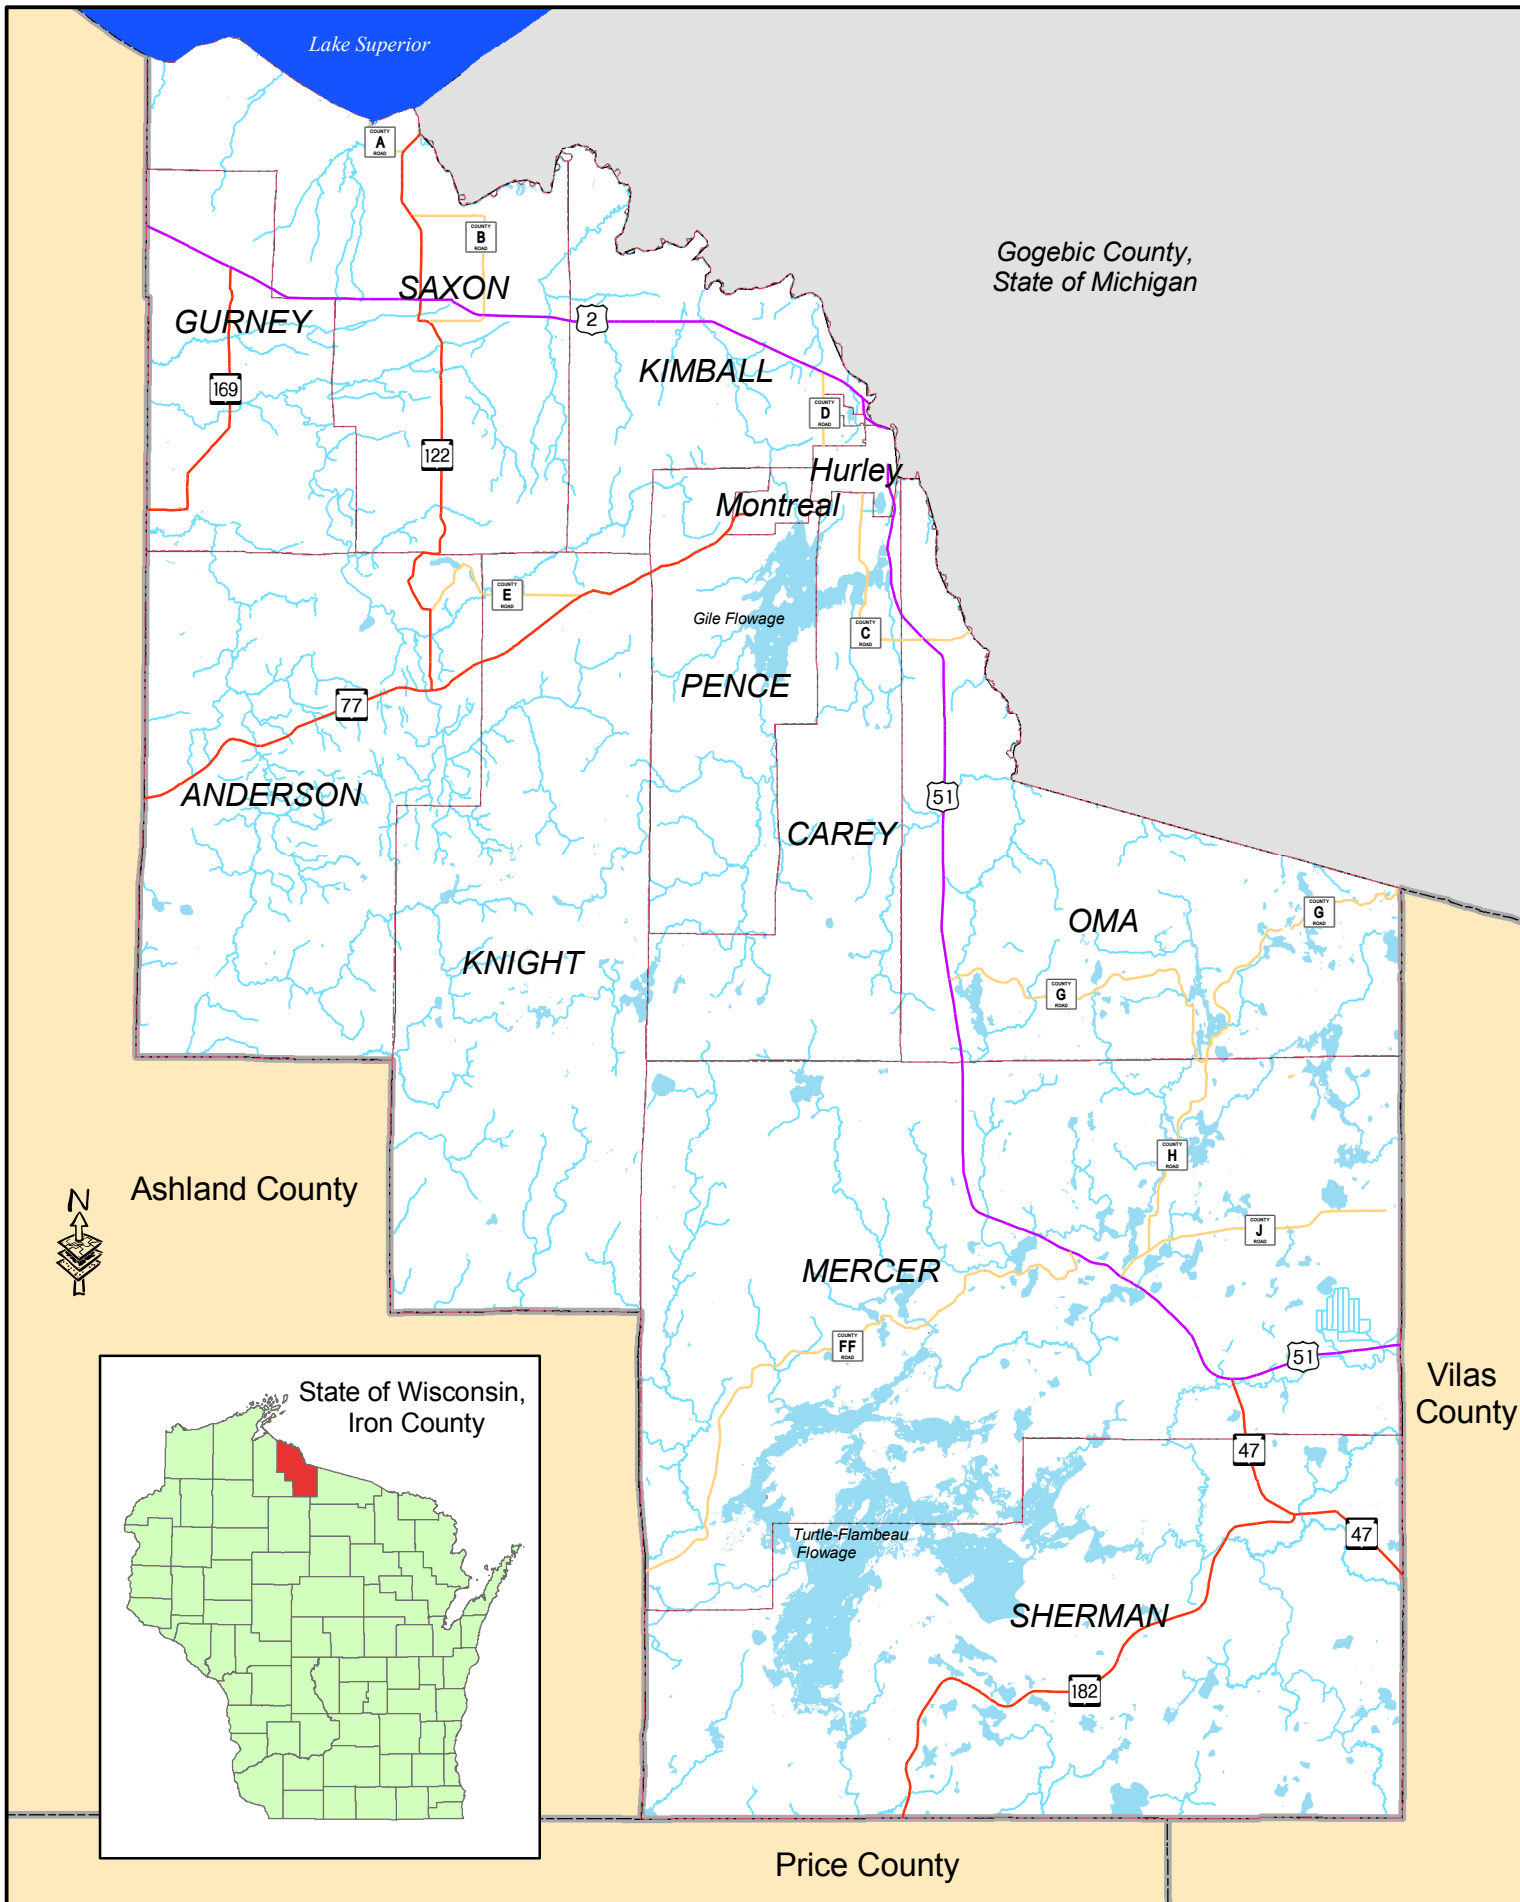 Lake Superior
COUNTY
A
ROAD
COUNTY
B
ROAD
Gogebic County,
State of Michigan
SAXON
GURNEY
2
KIMBALL
169
COUNTY
D
ROAD
122
Hurley
Montreal
COUNTY
E
ROAD
Gile Flowage
COUNTY
C
ROAD
PENCE
77
ANDERSON
51
CAREY
COUNTY
G
ROAD
OMA
KNIGHT
COUNTY
G
ROAD
COUNTY
H
ROAD
Ashland County
N
COUNTY
J
ROAD
MERCER
COUNTY
FF
ROAD
51
Vilas
County
State of Wisconsin,
Iron County
47
47
Turtle-Flambeau
Flowage
SHERMAN
182
Price County